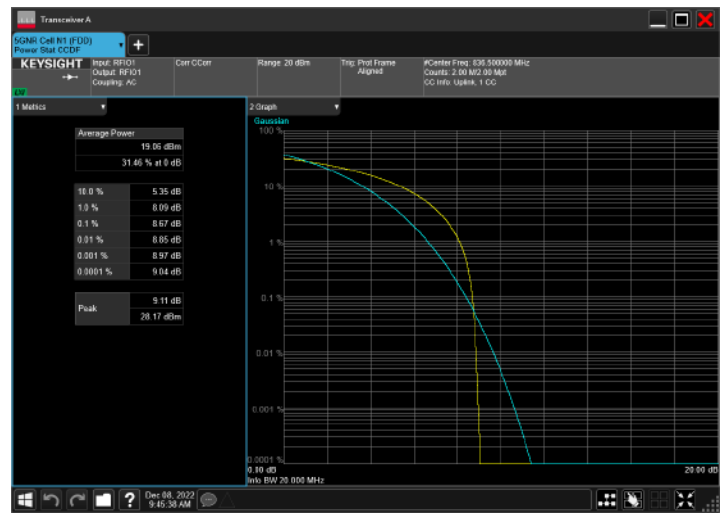 Transceiver A
5GNR Cell N1 (FDD)
Power Stat CCDF
KEYSIGHT
Input: RFIO1
Output: RFIO1
Coupling: AC
Corr CCorr
Range: 20 dBm
Trig: Prot Frame
Aligned
#Center Freq: 836.500000 MHz
Counts: 2.00 M/2.00 Mpt
CC Info: Uplink, 1 CC
1 Metrics
Average Power
19.06 dBm
31.46 % at 0 dB
10.0 % 5.35 dB
1.0 % 8.09 dB
0.1 % 8.67 dB
0.01 % 8.85 dB
0.001 % 8.97 dB
0.0001 % 9.04 dB
Peak
9.11 dB
28.17 dBm
2 Graph
Gaussian
100 %
10 %
1 %
0.1 %
0.01 %
0.001 %
0.0001 %
0.00 dB
20.00 dB
Info BW 20.000 MHz
?
Dec 08, 2022
9:45:38 AM